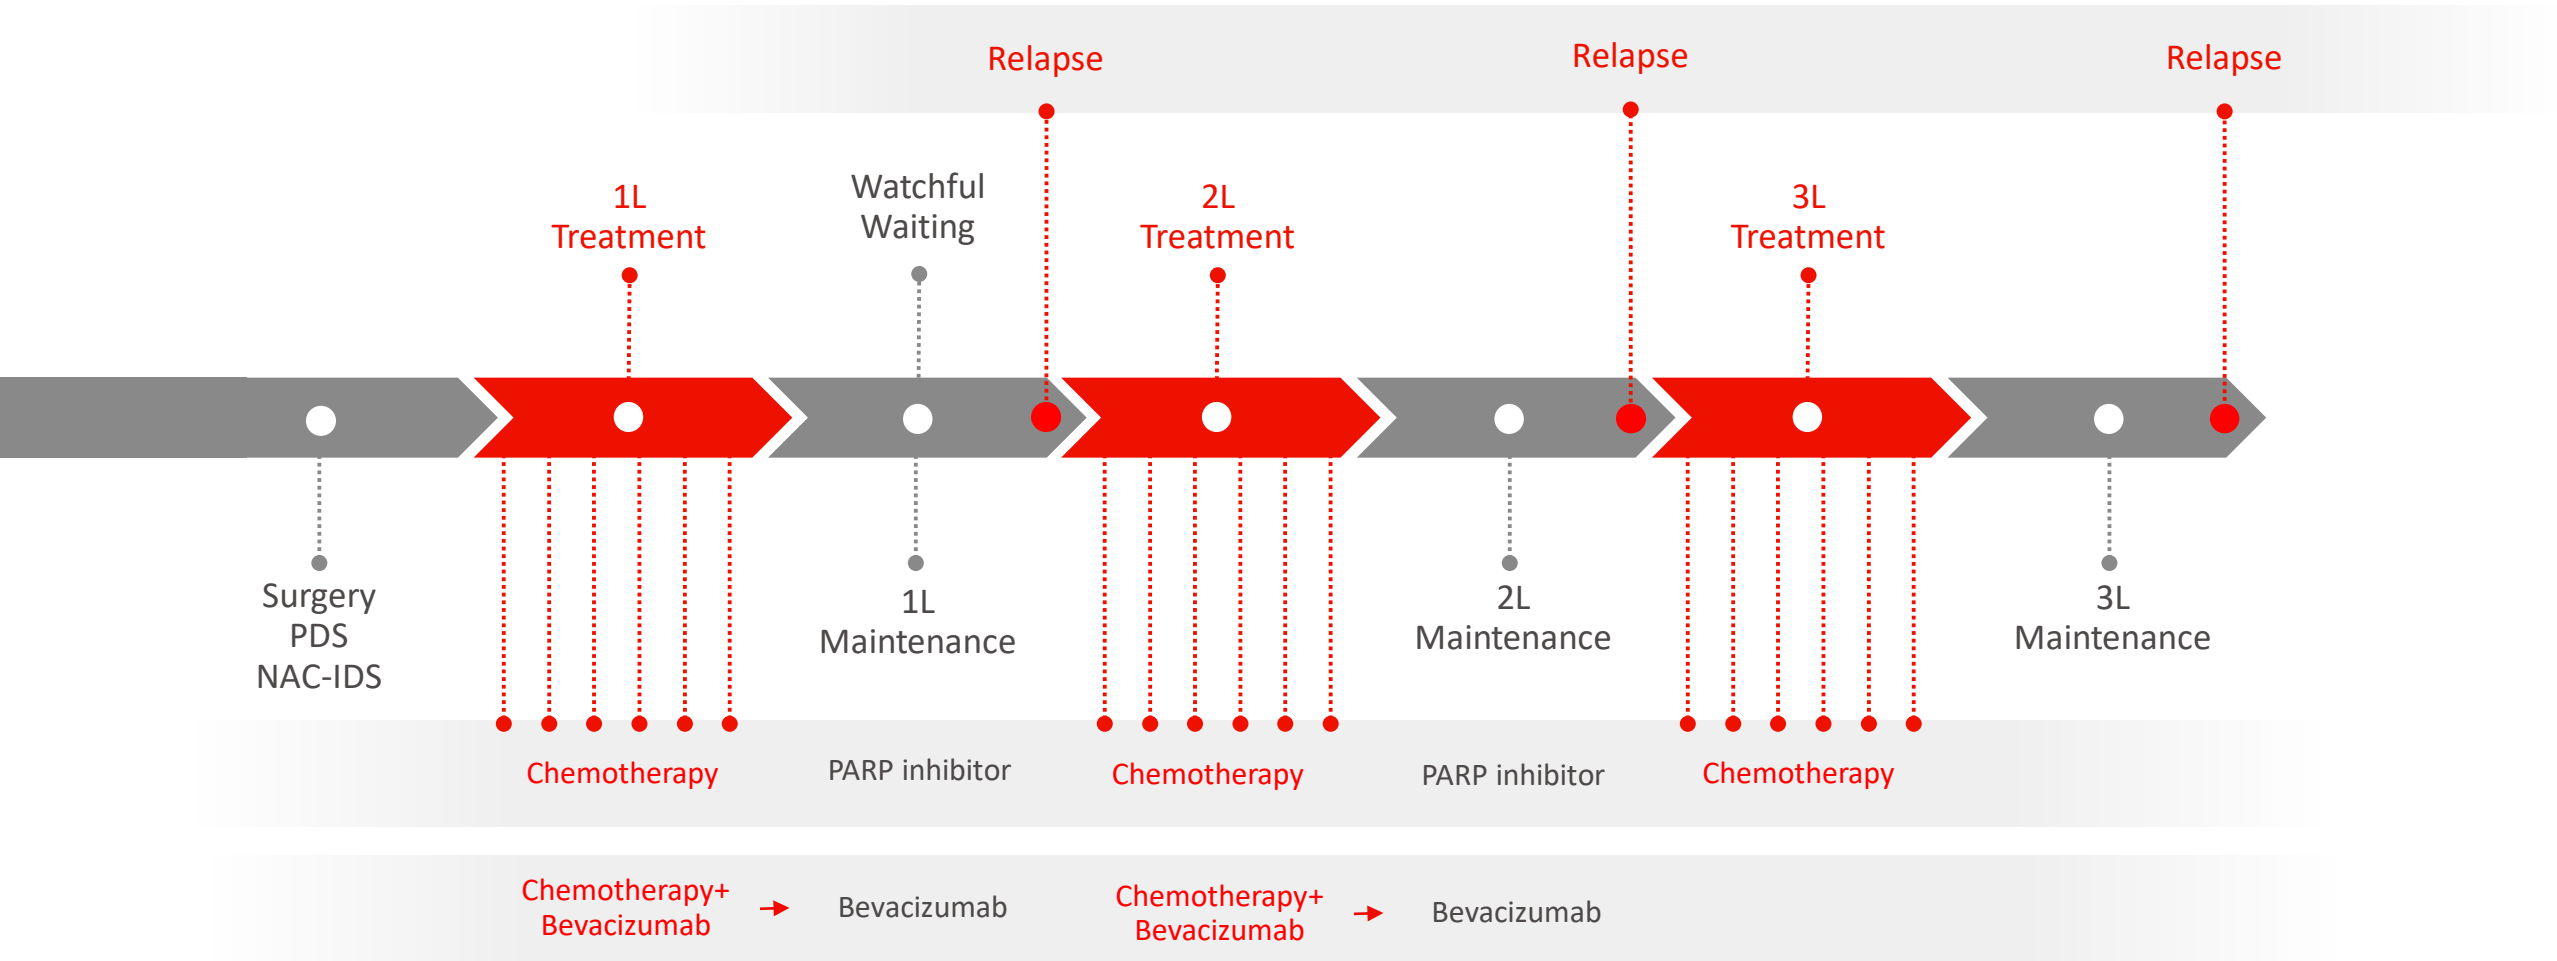 Relapse
Relapse
Relapse
1L
Treatment
Watchful
Waiting
2L
Treatment
3L
Treatment
Surgery
PDS
NAC-IDS
1L
Maintenance
2L
Maintenance
3L
Maintenance
Chemotherapy
PARP inhibitor
Chemotherapy
PARP inhibitor
Chemotherapy
Chemotherapy+
Bevacizumab
Bevacizumab
Chemotherapy+
Bevacizumab
Bevacizumab